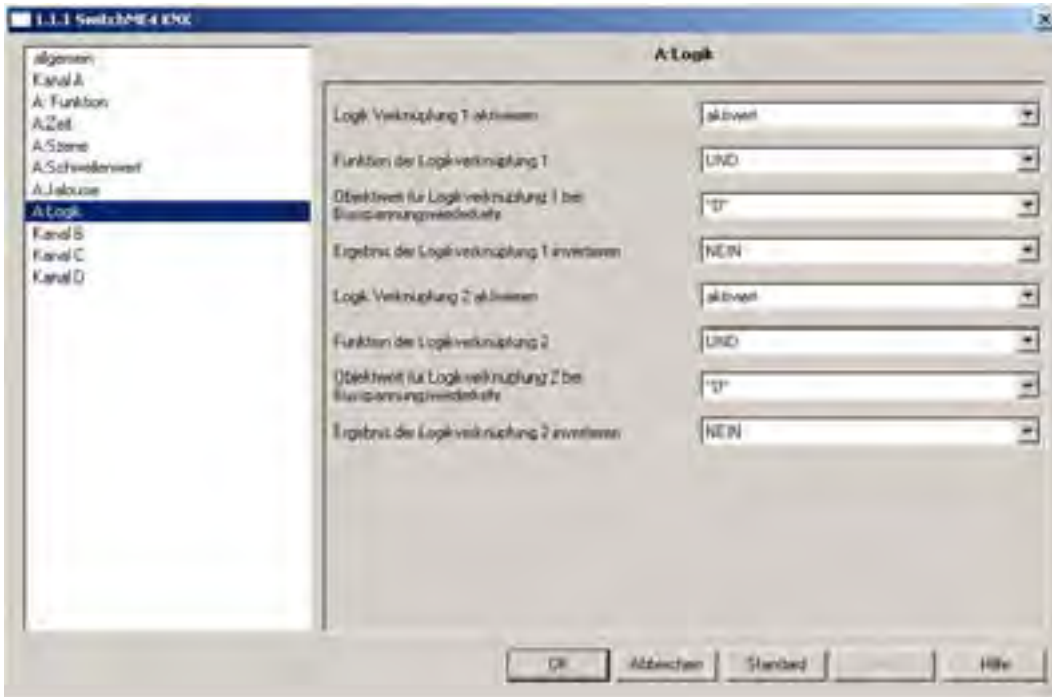 1.1.1 SwitchME4 KNX
allgemein
Kanal A
A: Funktion
A:Zeit
A:Szene
A:Schwellenwert
A:Jalousie
A:Logik
Kanal B
Kanal C
Kanal D
A:Logik
Logik Verknüpfung 1 aktivieren
aktiviert
Funktion der Logikverknüpfung 1
UND
Objektwert für Logikverknüpfung 1 bei
Busspannungswiederkehr
"0"
Ergebnis der Logikverknüpfung 1 invertieren
NEIN
Logik Verknüpfung 2 aktivieren
aktiviert
Funktion der Logikverknüpfung 2
UND
Objektwert für Logikverknüpfung 2 bei
Busspannungswiederkehr
"0"
Ergebnis der Logikverknüpfung 2 invertieren
NEIN
OK
Abbrechen
Standard
Hilfe